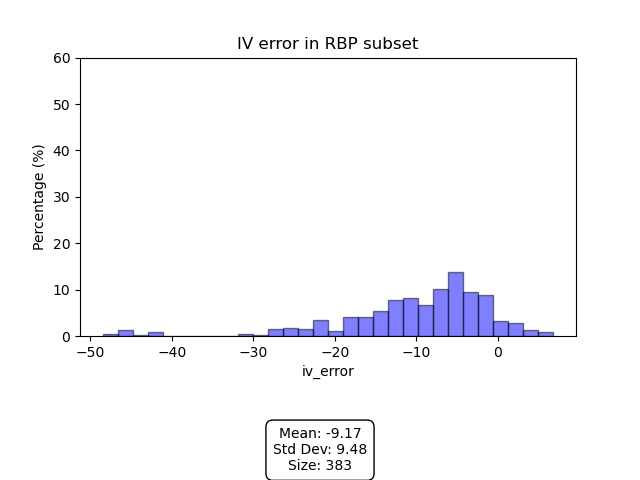 IV error in RBP subset
60
50
40
30
20
10
0
Percentage (%)
−50 −40 −30 −20 −10 0
iv_error
Mean: -9.17
Std Dev: 9.48
Size: 383